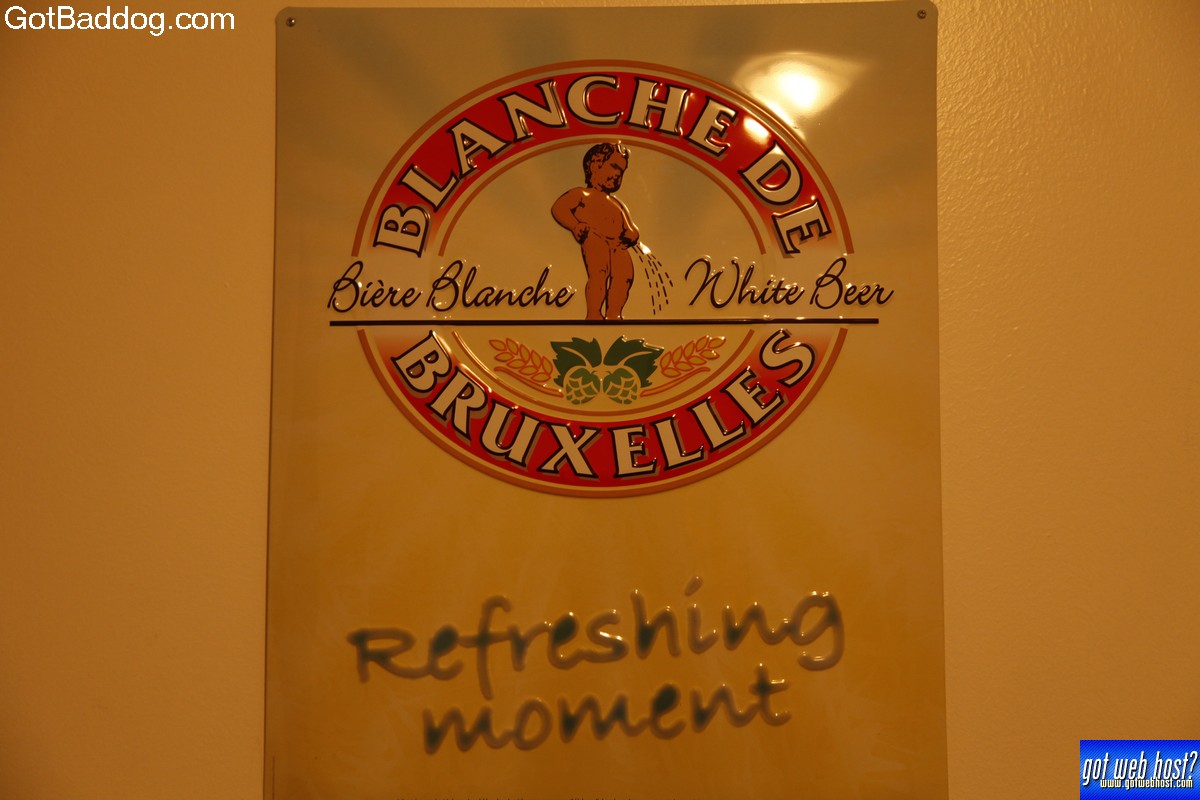 GotBaddog.com
BLANCHE DE
Bière Blanche White Beer
BRUXELLES
Refreshing
moment
got web host?
www.gotwebhost.com